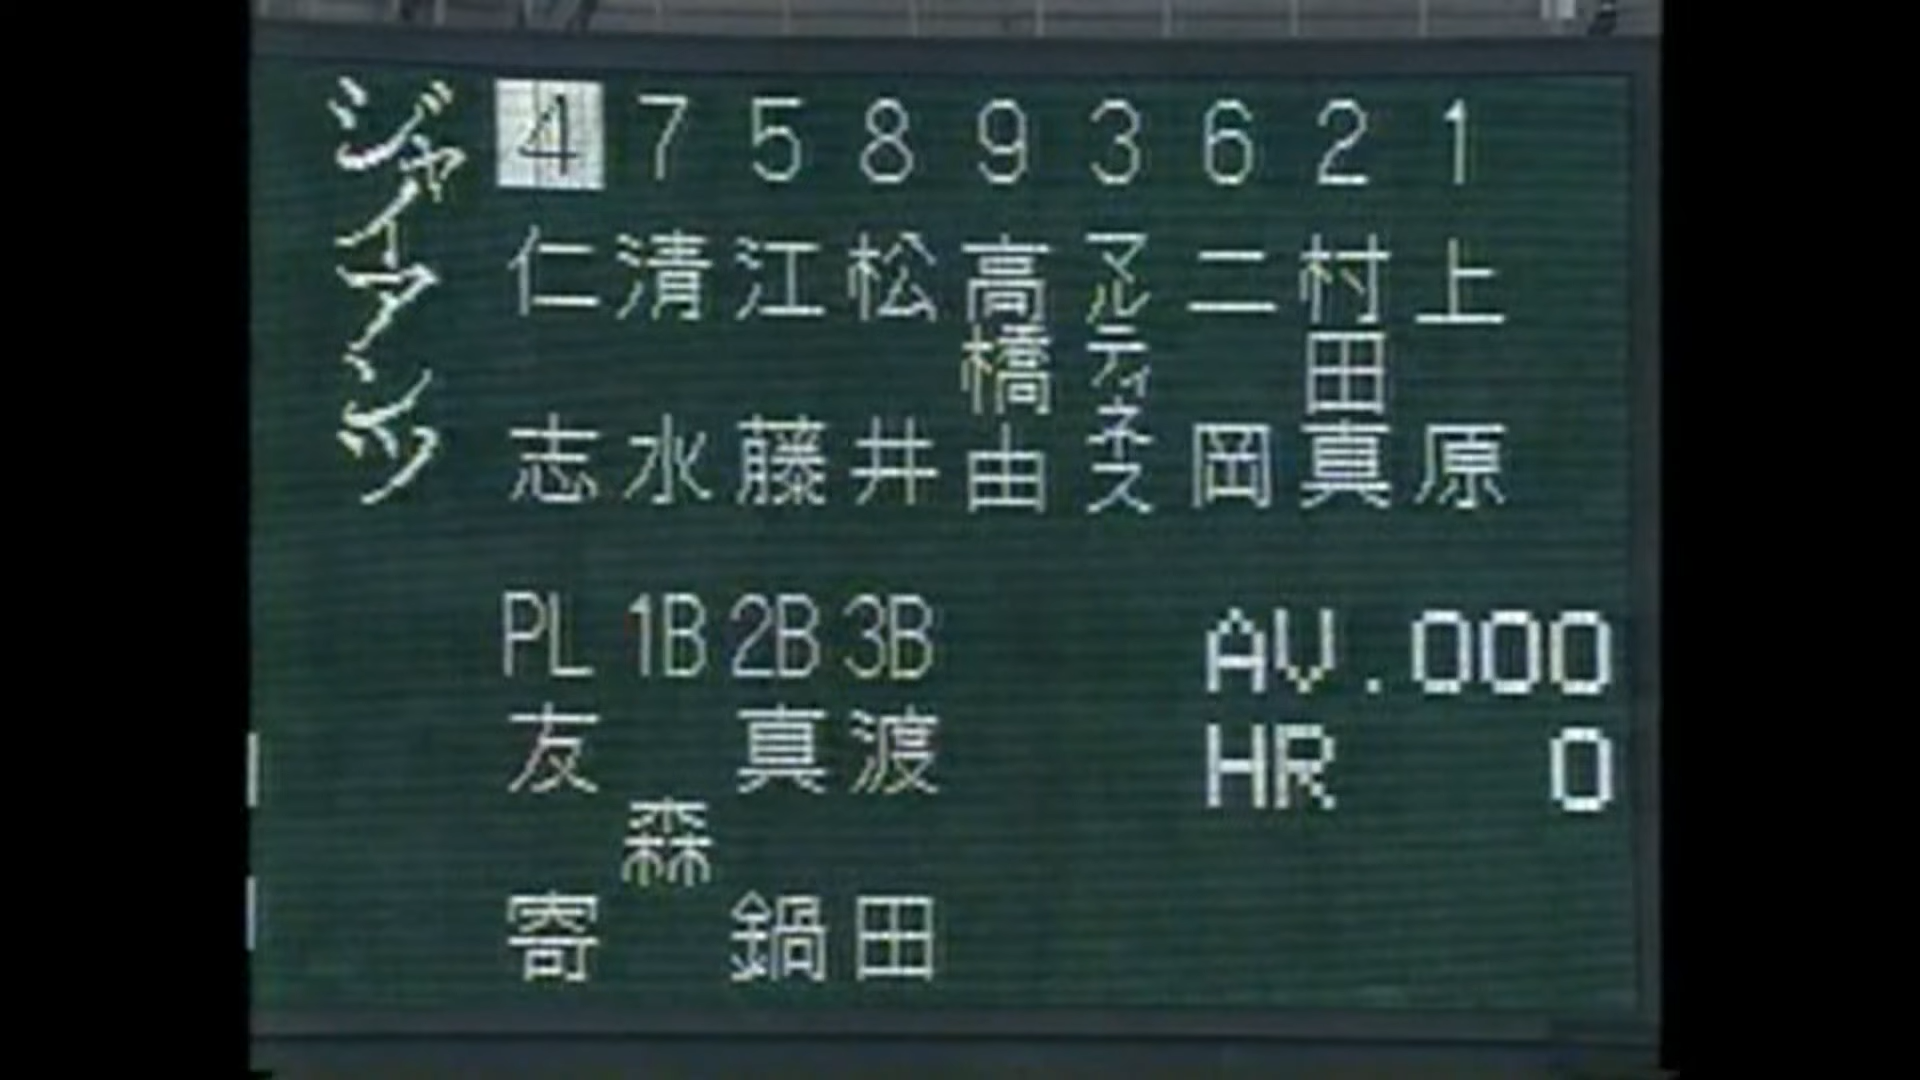 ジャイアンツ
4 7 5 8 9 3 6 2 1
仁志 清水 江藤 松井 高橋由 マルティネス 二岡 村田真 上原
PL 1B 2B 3B
友寄 森 真鍋 渡田
AV.000
HR 0